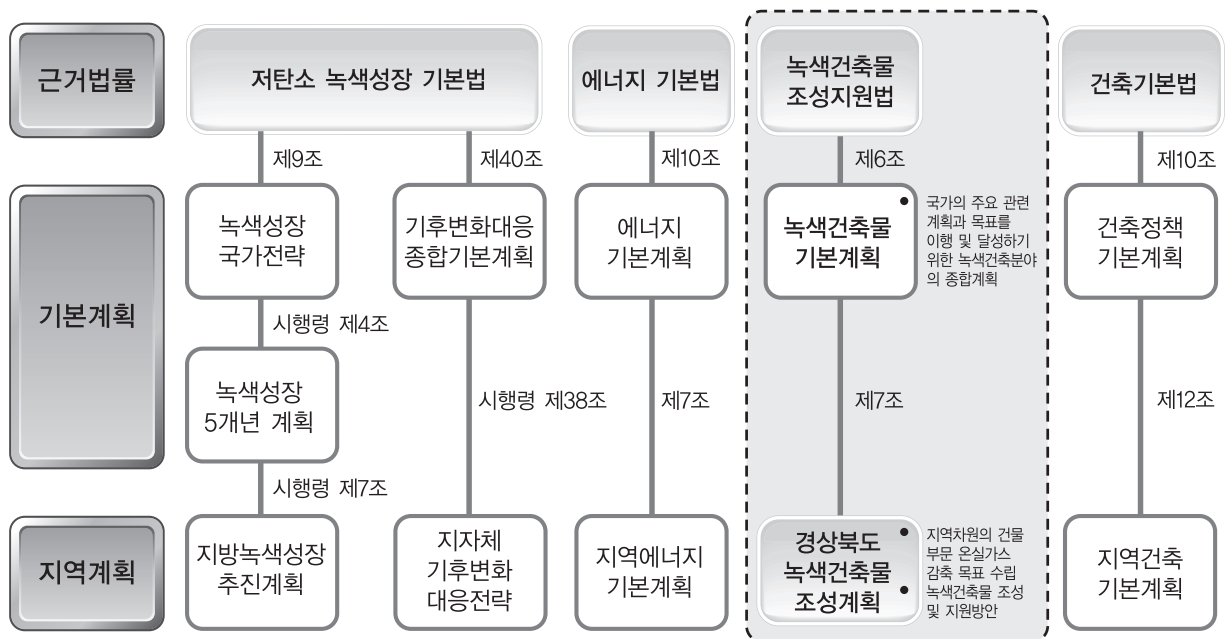 근거법률
저탄소 녹색성장 기본법
에너지 기본법
녹색건축물
조성지원법
건축기본법
제9조
제40조
제10조
제6조
제10조
기본계획
녹색성장
국가전략
기후변화대응
종합기본계획
에너지
기본계획
녹색건축물
기본계획
• 국가의 주요 관련
계획과 목표를
이행 및 달성하기
위한 녹색건축분야
의 종합계획
건축정책
기본계획
시행령 제4조
녹색성장
5개년 계획
시행령 제38조
제7조
제7조
제12조
시행령 제7조
지역계획
지방녹색성장
추진계획
지자체
기후변화
대응전략
지역에너지
기본계획
경상북도
녹색건축물
조성계획
• 지역차원의 건물
부문 온실가스
감축 목표 수립
• 녹색건축물 조성
및 지원방안
지역건축
기본계획